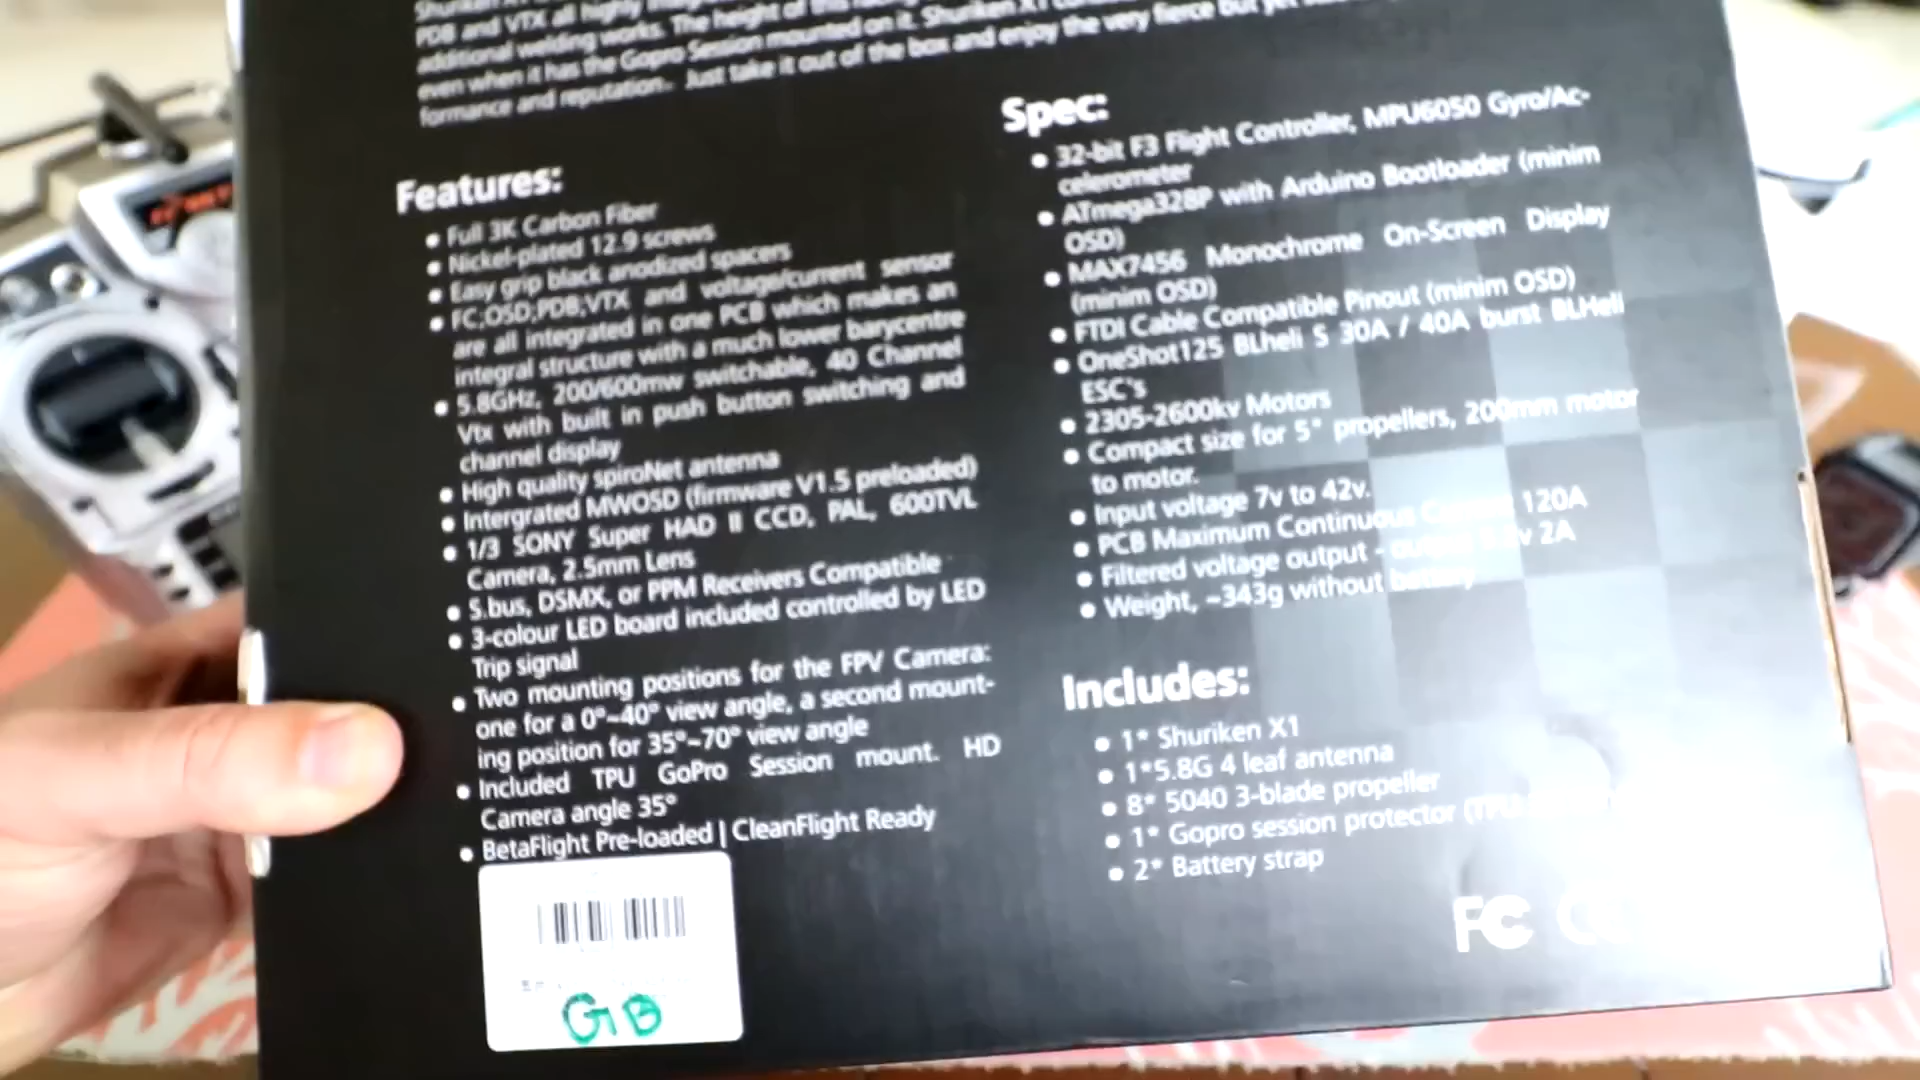 PDB and VTX all highly
additional welding works. The height of this
even when it has the Gopro Session mounted on it. Shuriken X1
formance and reputation. Just take it out of the box and enjoy the very fierce but yet
Features:
• Full 3K Carbon Fiber
• Nickel-plated 12.9 screws
• Easy grip black anodized spacers
• FC,OSD,PDB,VTX and voltage/current sensor
are all integrated in one PCB which makes an
integral structure with a much lower barycentre
• 5.8GHz, 200/600mw switchable, 40 Channel
Vtx with built in push button switching and
channel display
• High quality spiroNet antenna
• Intergrated MWOSD (firmware V1.5 preloaded)
• 1/3 SONY Super HAD II CCD, PAL, 600TVL
Camera, 2.5mm Lens
• S.bus, DSMX, or PPM Receivers Compatible
• 3-colour LED board included controlled by LED
Trip signal
• Two mounting positions for the FPV Camera:
one for a 0°~40° view angle, a second mount-
ing position for 35°~70° view angle
• Included TPU GoPro Session mount. HD
Camera angle 35°
• BetaFlight Pre-loaded | CleanFlight Ready
GB
Spec:
• 32-bit F3 Flight Controller, MPU6050 Gyro/Ac-
celerometer
• ATmega328P with Arduino Bootloader (minim
OSD)
• MAX7456 Monochrome On-Screen Display
(minim OSD)
• FTDI Cable Compatible Pinout (minim OSD)
• OneShot125 BLheli S 30A / 40A burst BLHeli
ESC's
• 2305-2600kv Motors
• Compact size for 5" propellers, 200mm motor
to motor.
• Input voltage 7v to 42v.
• PCB Maximum Continuous Current 120A
• Filtered voltage output - output 2A
• Weight, ~343g without battery
Includes:
• 1* Shuriken X1
• 1*5.8G 4 leaf antenna
• 8* 5040 3-blade propeller
• 1* Gopro session protector (TPU
• 2* Battery strap
FC CE